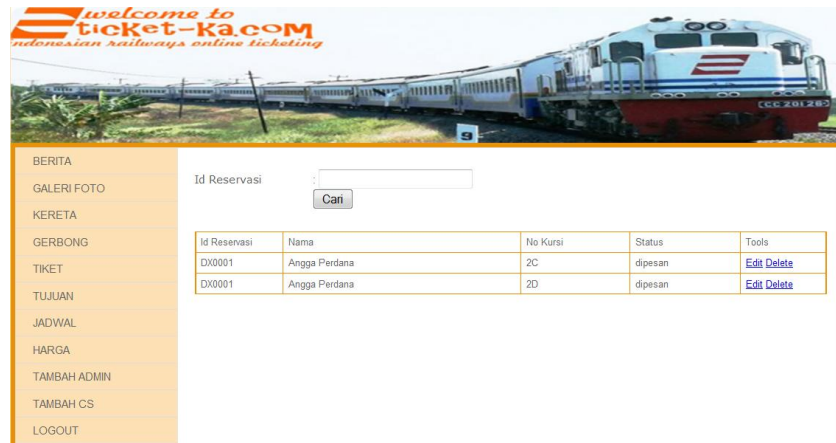 welcome to
ticket-Ka.coM
ndonesian railways online ticketing
CC 201 26
9
BERITA
GALERI FOTO
KERETA
GERBONG
TIKET
TUJUAN
JADWAL
HARGA
TAMBAH ADMIN
TAMBAH CS
LOGOUT
Id Reservasi :
Cari
Id Reservasi Nama No Kursi Status Tools
DX0001 Angga Perdana 2C dipesan Edit Delete
DX0001 Angga Perdana 2D dipesan Edit Delete